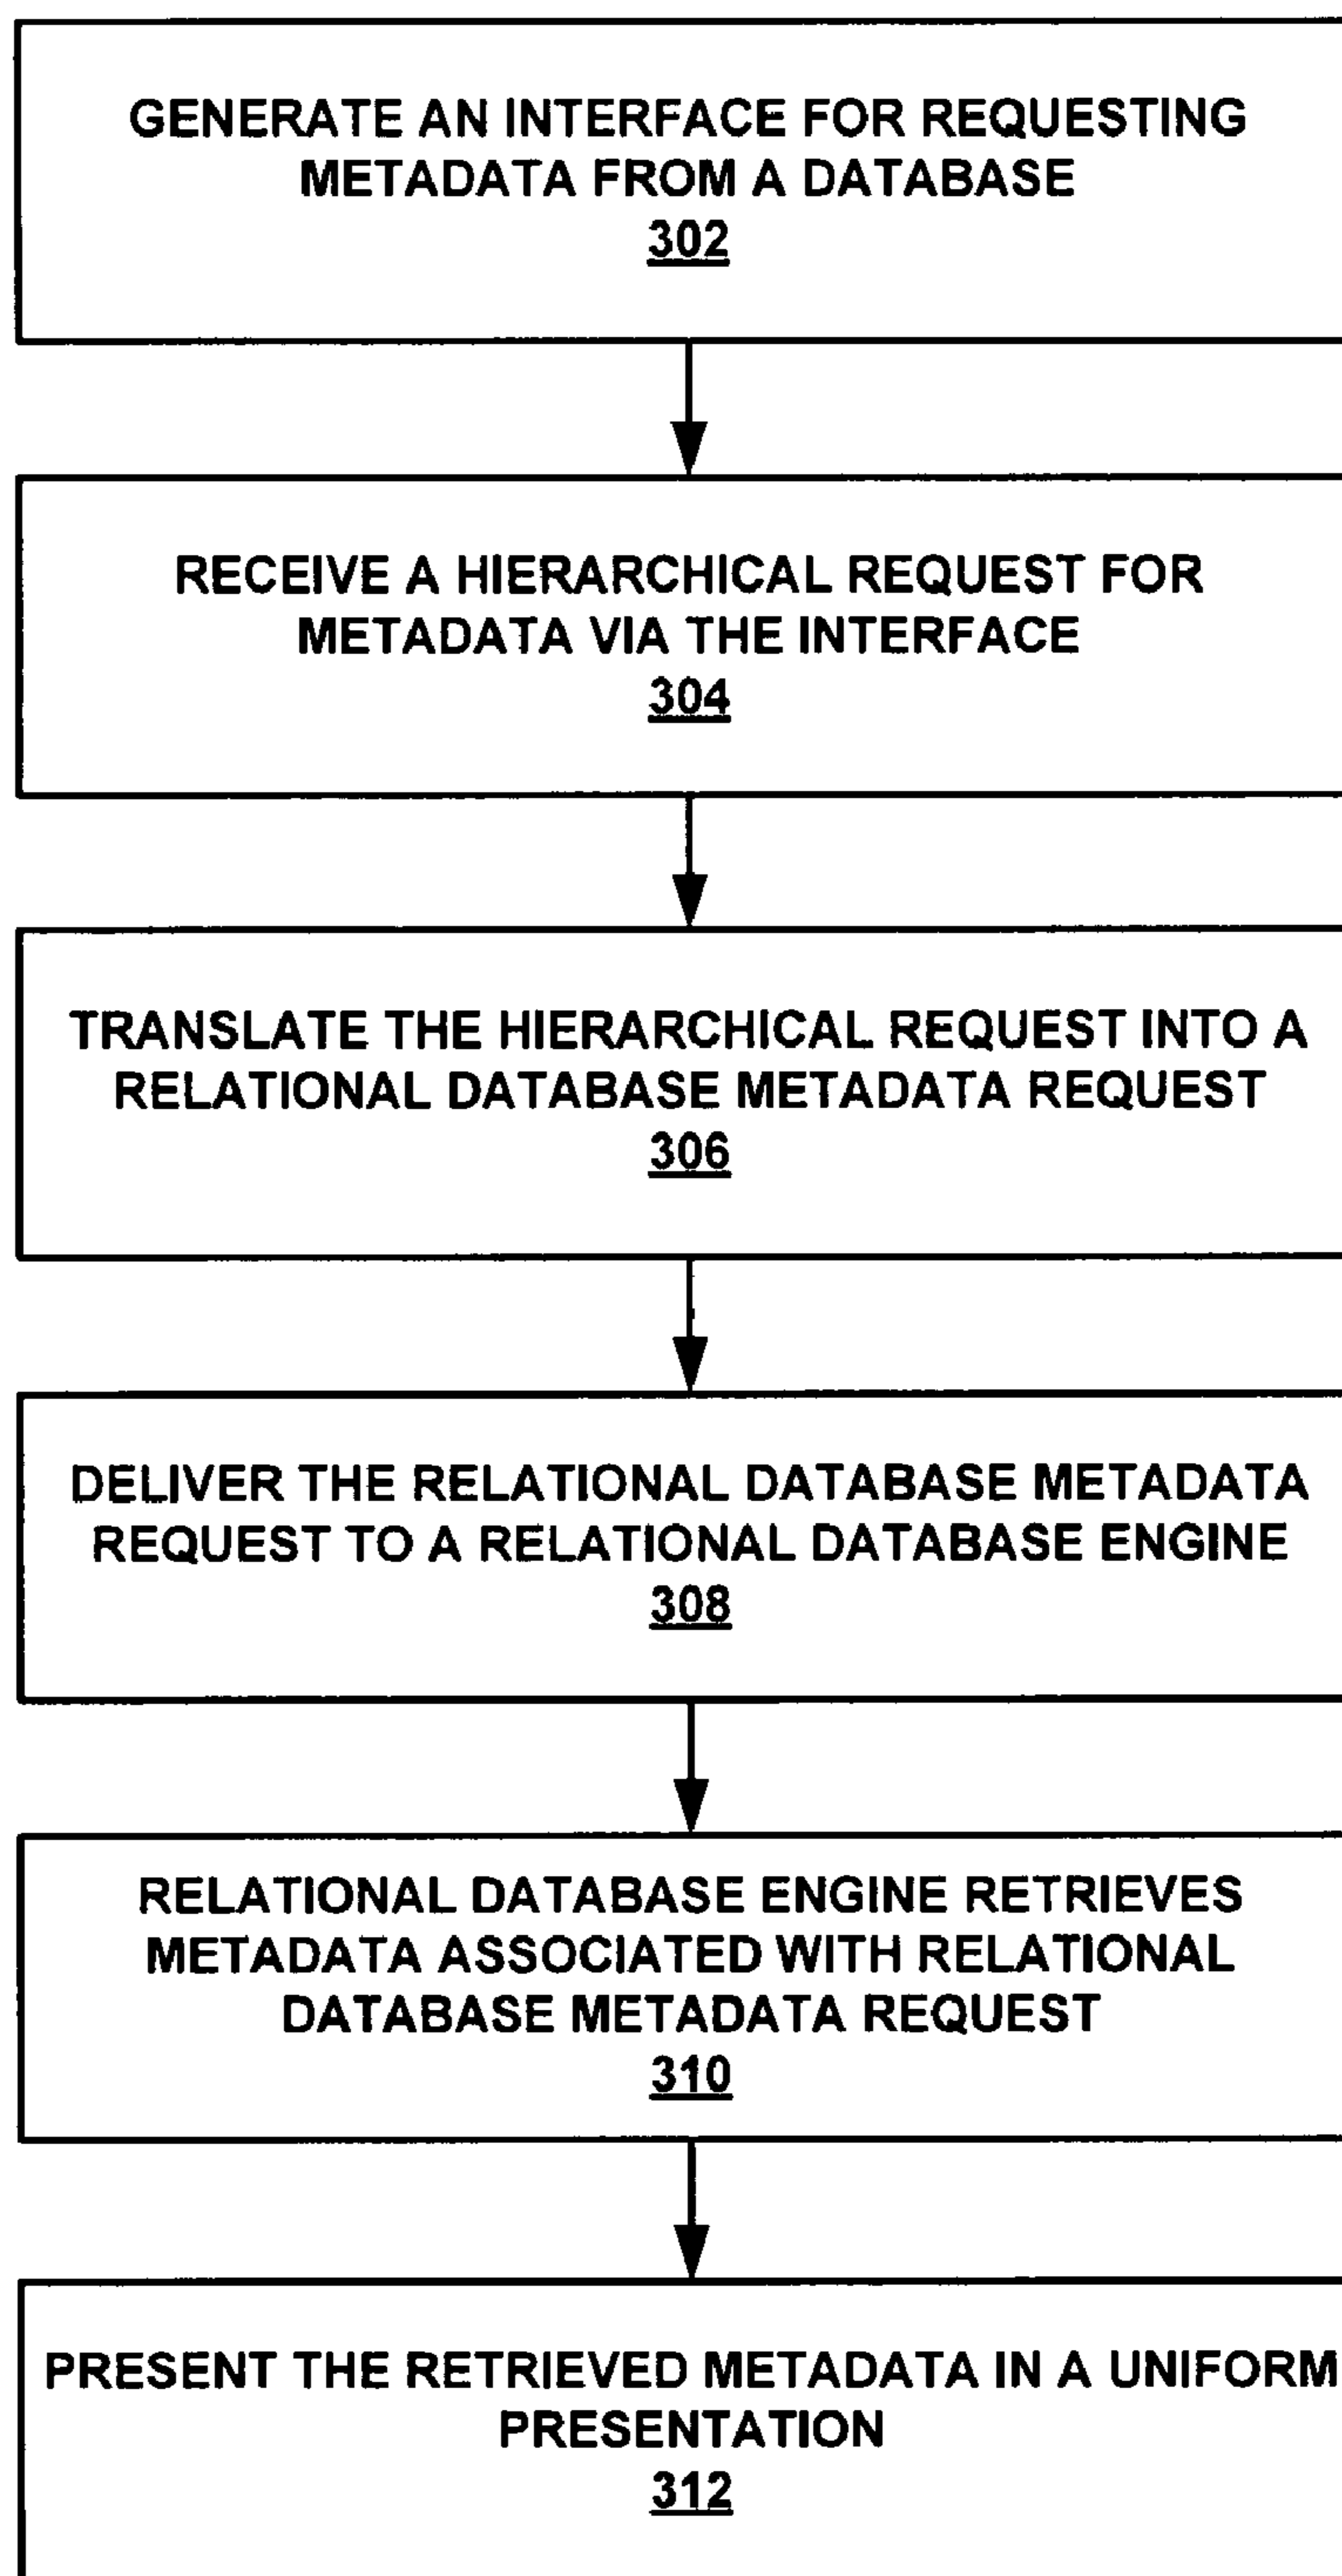 GENERATE AN INTERFACE FOR REQUESTING
METADATA FROM A DATABASE
302
RECEIVE A HIERARCHICAL REQUEST FOR
METADATA VIA THE INTERFACE
304
TRANSLATE THE HIERARCHICAL REQUEST INTO A
RELATIONAL DATABASE METADATA REQUEST
306
DELIVER THE RELATIONAL DATABASE METADATA
REQUEST TO A RELATIONAL DATABASE ENGINE
308
RELATIONAL DATABASE ENGINE RETRIEVES
METADATA ASSOCIATED WITH RELATIONAL
DATABASE METADATA REQUEST
310
PRESENT THE RETRIEVED METADATA IN A UNIFORM
PRESENTATION
312